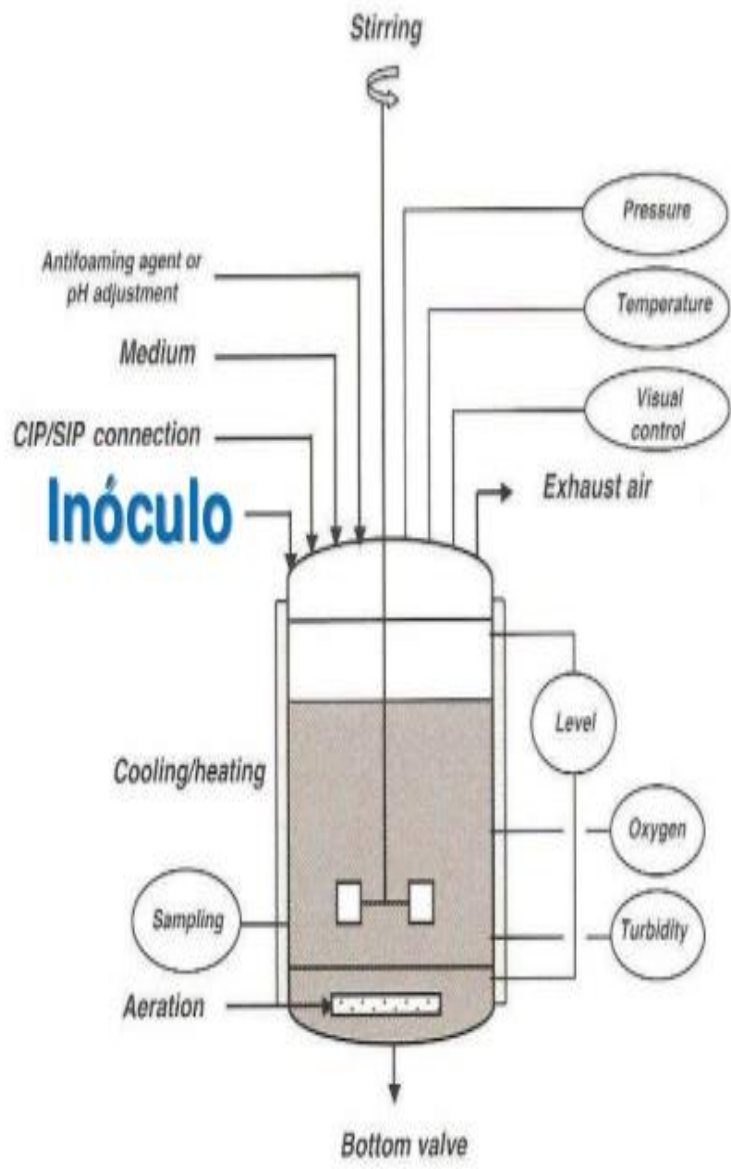 Stirring
Pressure
Antifoaming agent or
pH adjustment
Temperature
Medium
Visual
control
CIP/SIP connection
Exhaust air
Inóculo
Level
Cooling/heating
Oxygen
Sampling
Turbidity
Aeration
Bottom valve